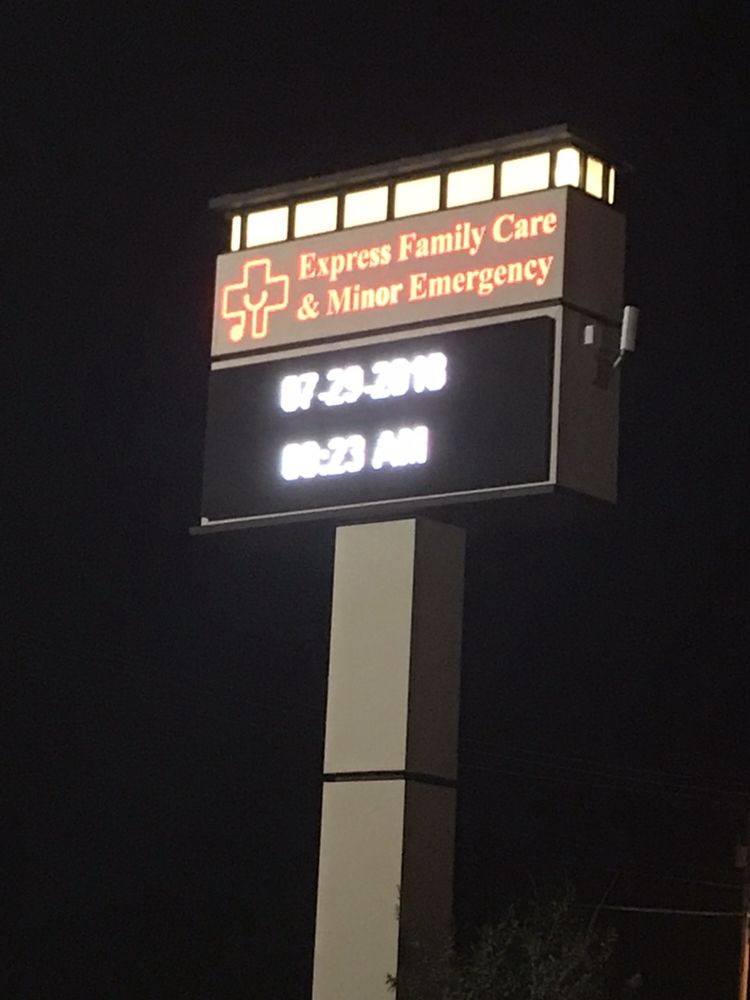 Express Family Care
& Minor Emergency
07-29-2018
AM